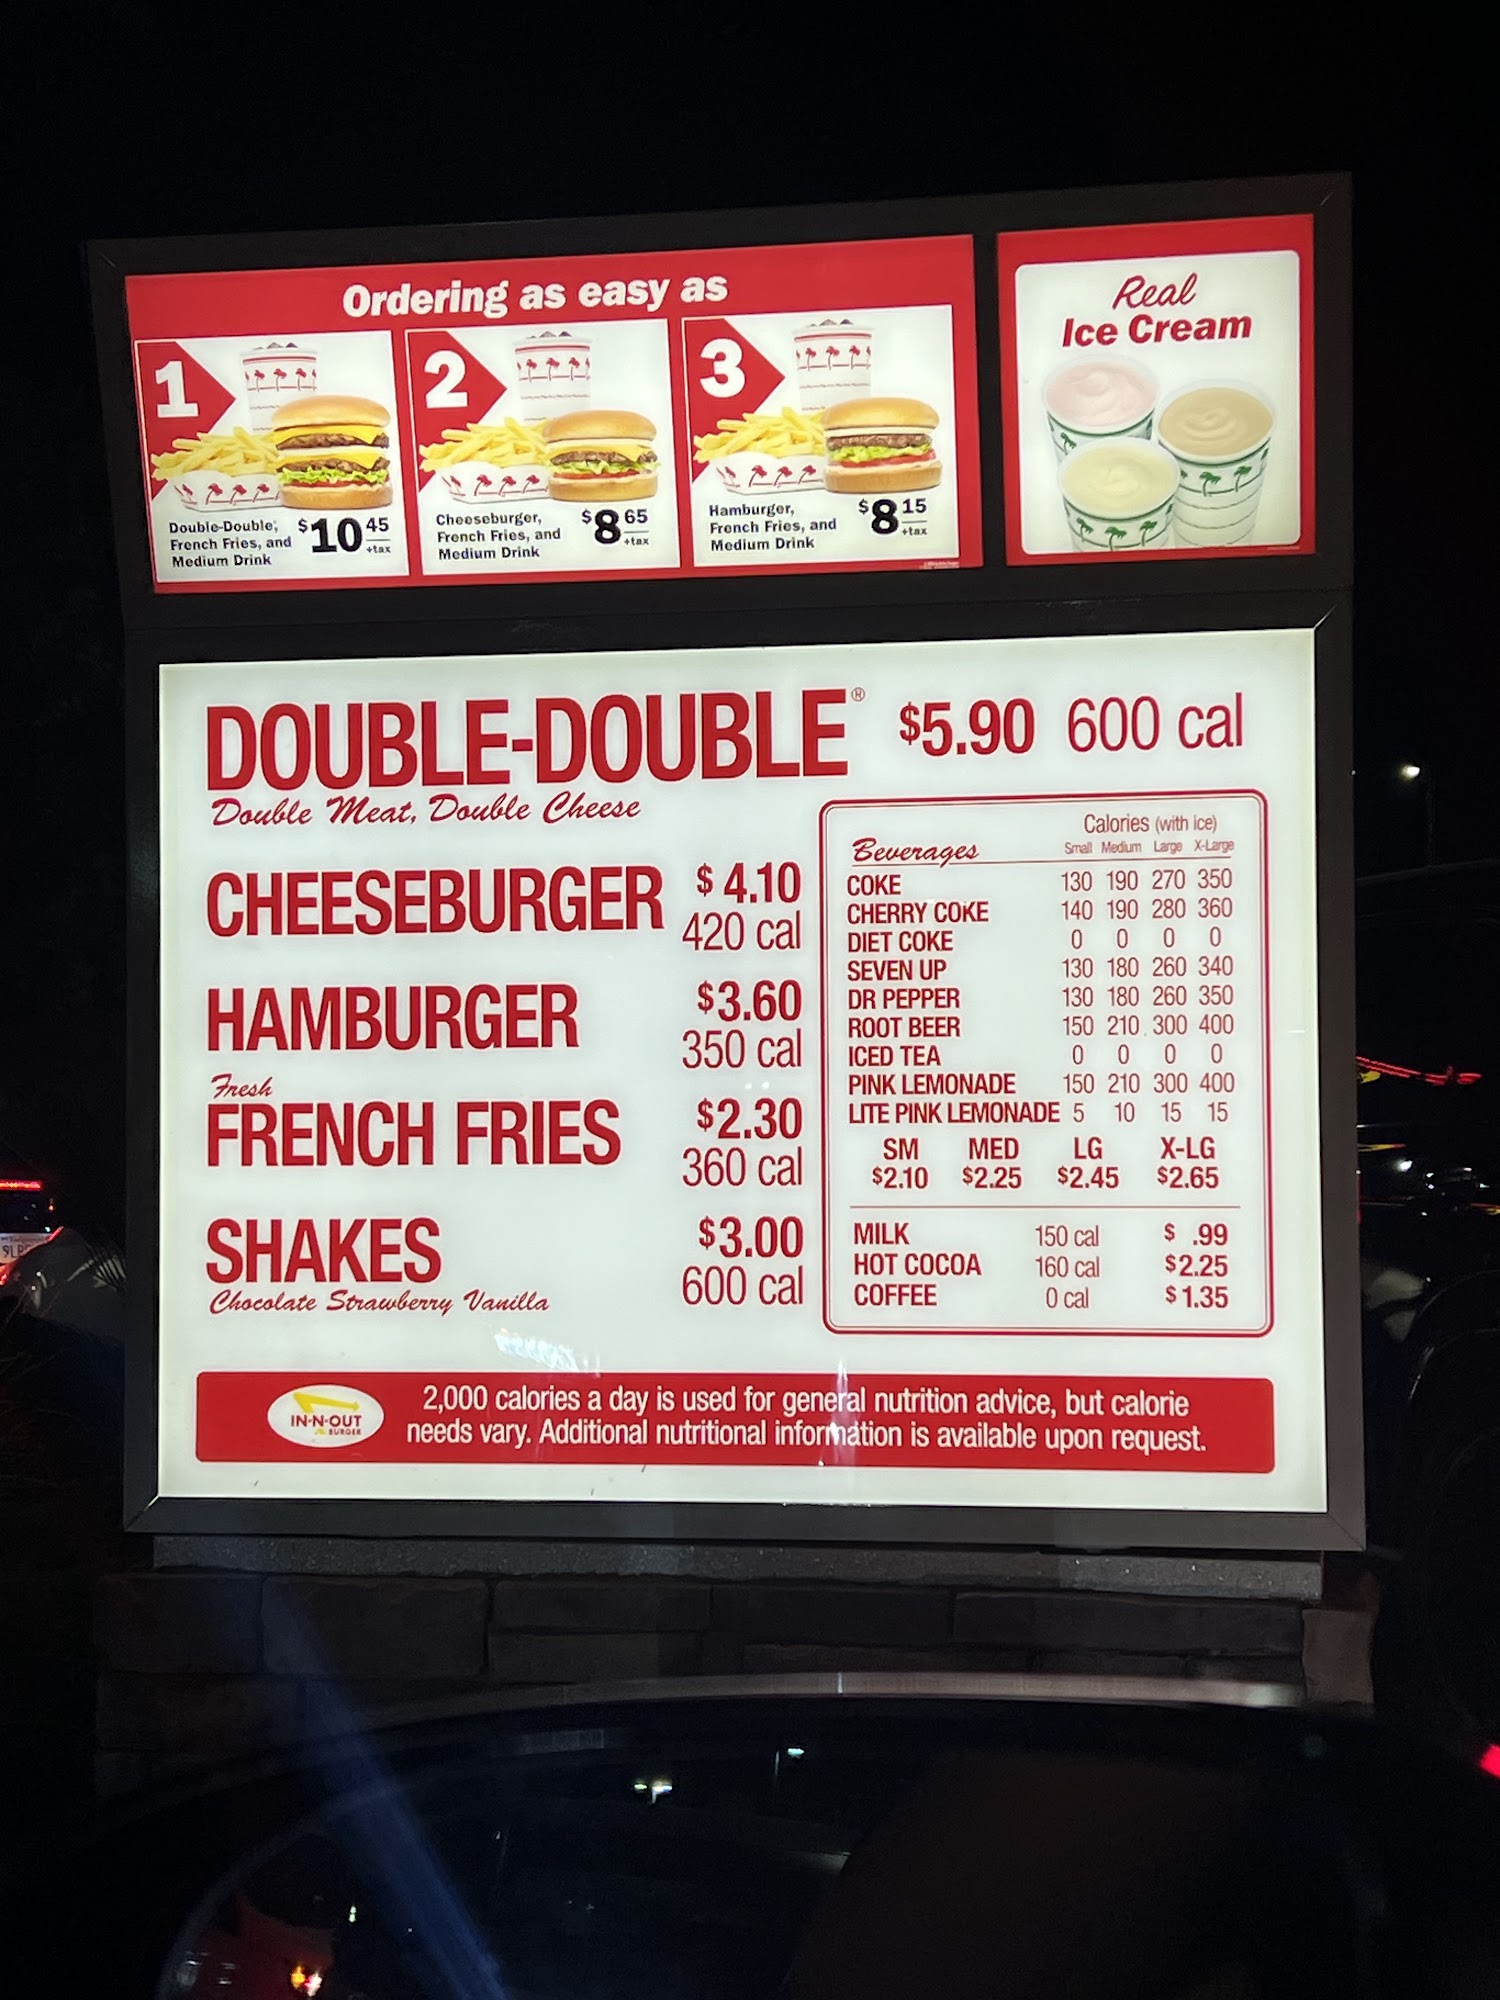 Ordering as easy as
1
Double-Double,
French Fries, and
Medium Drink
$10 45
+tax
2
Cheeseburger,
French Fries, and
Medium Drink
$8 65
+tax
3
Hamburger,
French Fries, and
Medium Drink
$8 15
+tax
Real
Ice Cream
DOUBLE-DOUBLE® $5.90 600 cal
Double Meat, Double Cheese
CHEESEBURGER $4.10
420 cal
HAMBURGER $3.60
350 cal
Fresh
FRENCH FRIES $2.30
360 cal
SHAKES $3.00
600 cal
Chocolate Strawberry Vanilla
Calories (with ice)
Beverages Small Medium Large X-Large
COKE 130 190 270 350
CHERRY COKE 140 190 280 360
DIET COKE 0 0 0 0
SEVEN UP 130 180 260 340
DR PEPPER 130 180 260 350
ROOT BEER 150 210 300 400
ICED TEA 0 0 0 0
PINK LEMONADE 150 210 300 400
LITE PINK LEMONADE 5 10 15 15
SM MED LG X-LG
$2.10 $2.25 $2.45 $2.65
MILK 150 cal $ .99
HOT COCOA 160 cal $2.25
COFFEE 0 cal $1.35
IN-N-OUT
BURGER
2,000 calories a day is used for general nutrition advice, but calorie
needs vary. Additional nutritional information is available upon request.